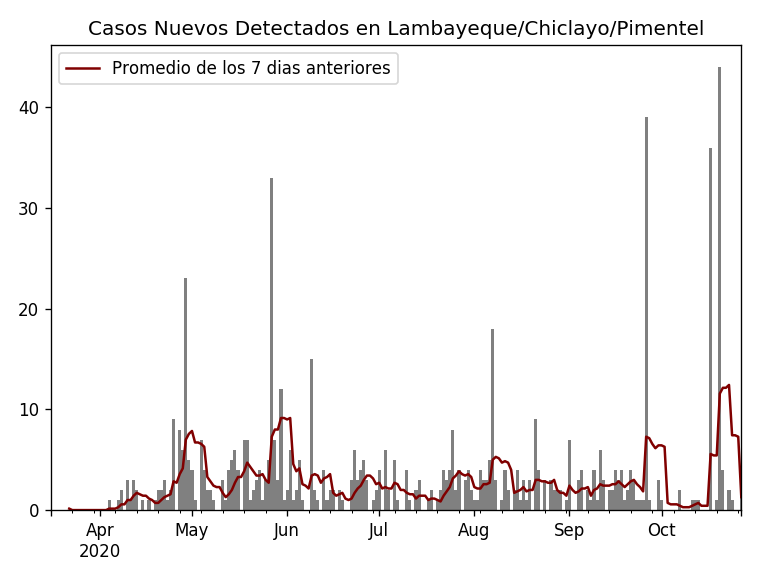 Casos Nuevos Detectados en Lambayeque/Chiclayo/Pimentel
Promedio de los 7 dias anteriores
40
30
20
10
0
Apr May Jun Jul Aug Sep Oct
2020